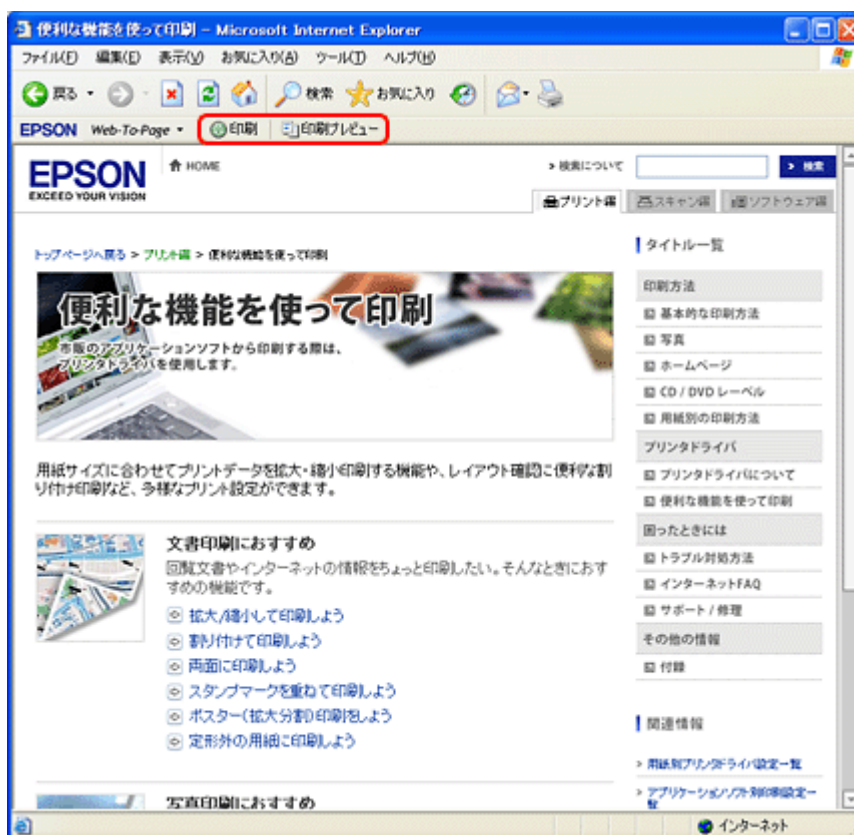 便利な機能を使って印刷 - Microsoft Internet Explorer
ファイル(F) 編集(E) 表示(V) お気に入り(A) ツール(T) ヘルプ(H)
戻る 検索 お気に入り
EPSON Web-To-Page 印刷 印刷プレビュー
EPSON
EXCEED YOUR VISION
HOME
> 検索について
> 検索
プリント編 スキャン編 ソフトウェア編
トップページへ戻る > プリント編 > 便利な機能を使って印刷
便利な機能を使って印刷
市販のアプリケーションソフトから印刷する際は、
プリンタドライバを使用します。
用紙サイズに合わせてプリントデータを拡大・縮小印刷する機能や、レイアウト確認に便利な割
り付け印刷など、多様なプリント設定ができます。
文書印刷におすすめ
回覧文書やインターネットの情報をちょっと印刷したい。そんなときにおす
すめの機能です。
拡大/縮小して印刷しよう
割り付けて印刷しよう
両面に印刷しよう
スタンプマークを重ねて印刷しよう
ポスター(拡大分割)印刷をしよう
定形外の用紙に印刷しよう
写真印刷におすすめ
タイトル一覧
印刷方法
基本的な印刷方法
写真
ホームページ
CD / DVD レーベル
用紙別の印刷方法
プリンタドライバ
プリンタドライバについて
便利な機能を使って印刷
困ったときには
トラブル対処方法
インターネットFAQ
サポート / 修理
その他の情報
付録
関連情報
> 用紙別プリンタドライバ設定一覧
> アプリケーションソフト別印刷設定一
覧
インターネット